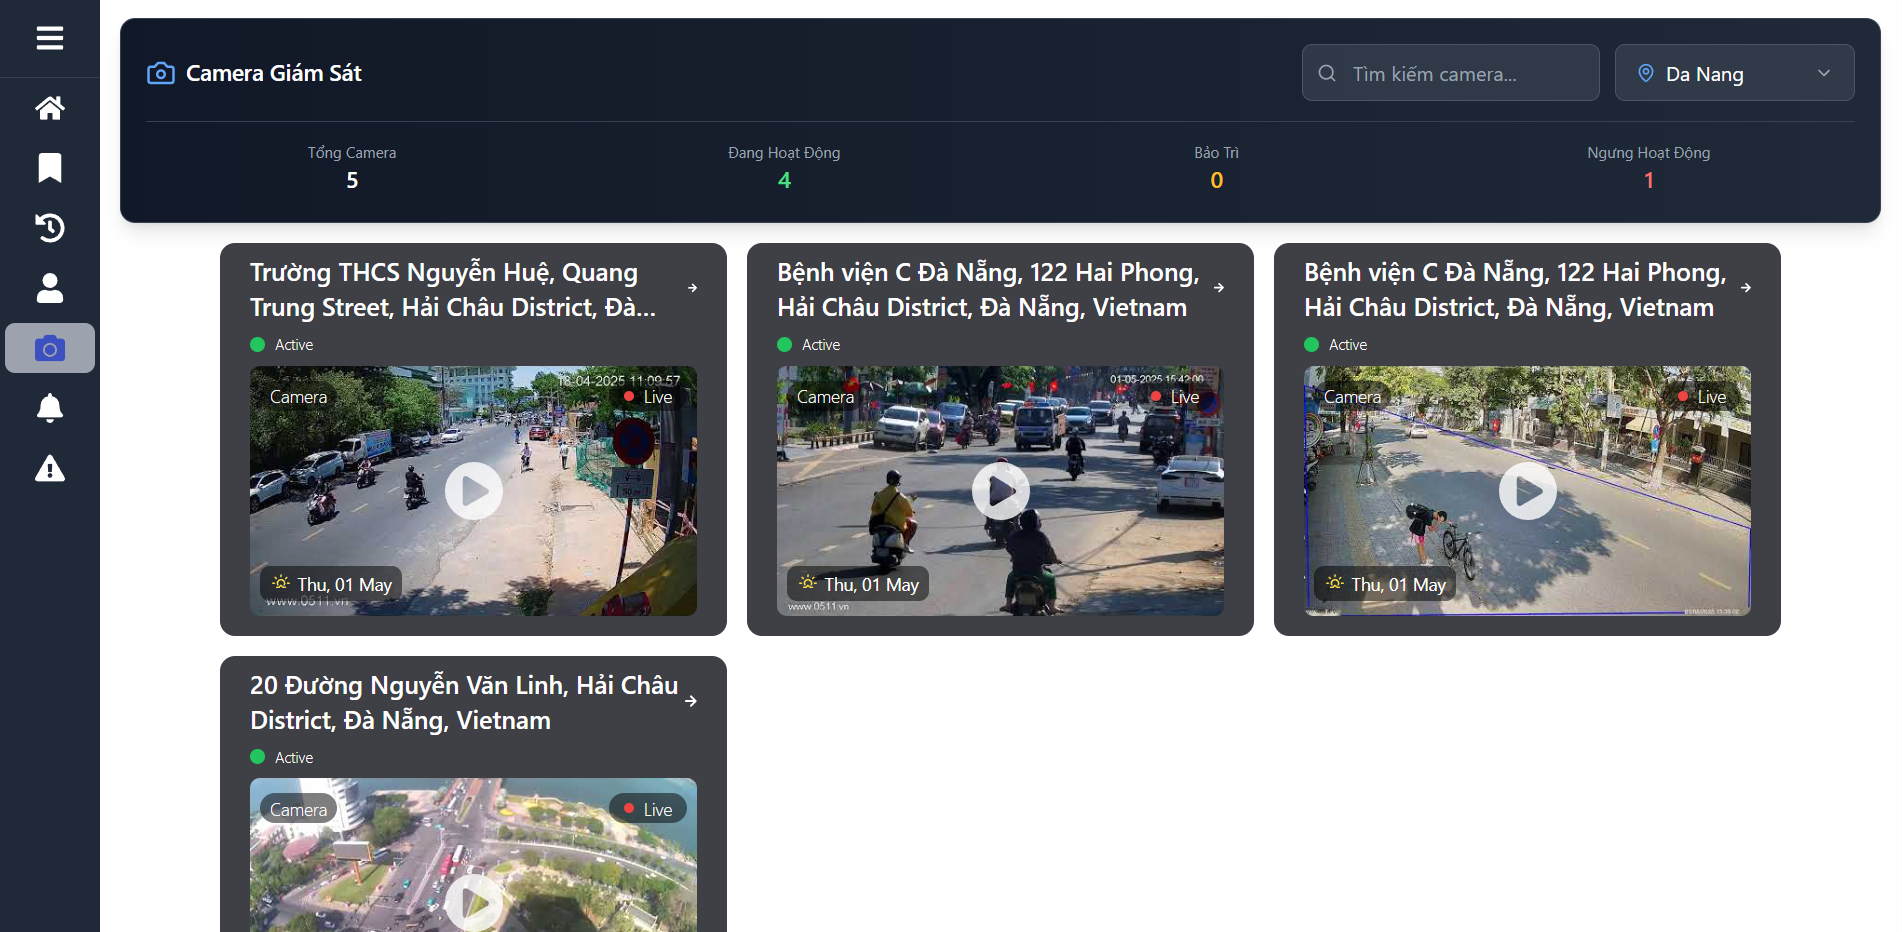 Camera Giám Sát
Tìm kiếm camera...
Da Nang
Tổng Camera
5
Đang Hoạt Động
4
Bảo Trì
0
Ngưng Hoạt Động
1
Trường THCS Nguyễn Huệ, Quang
Trung Street, Hải Châu District, Đà...
Active
18-04-2025 11:09:57
Camera
Live
Thu, 01 May
www.0511.vn
Bệnh viện C Đà Nẵng, 122 Hai Phong,
Hải Châu District, Đà Nẵng, Vietnam
Active
01-05-2025 15:42:00
Camera
Live
Thu, 01 May
www.0511.vn
Bệnh viện C Đà Nẵng, 122 Hai Phong,
Hải Châu District, Đà Nẵng, Vietnam
Active
Camera
Live
Thu, 01 May
20 Đường Nguyễn Văn Linh, Hải Châu
District, Đà Nẵng, Vietnam
Active
Camera
Live